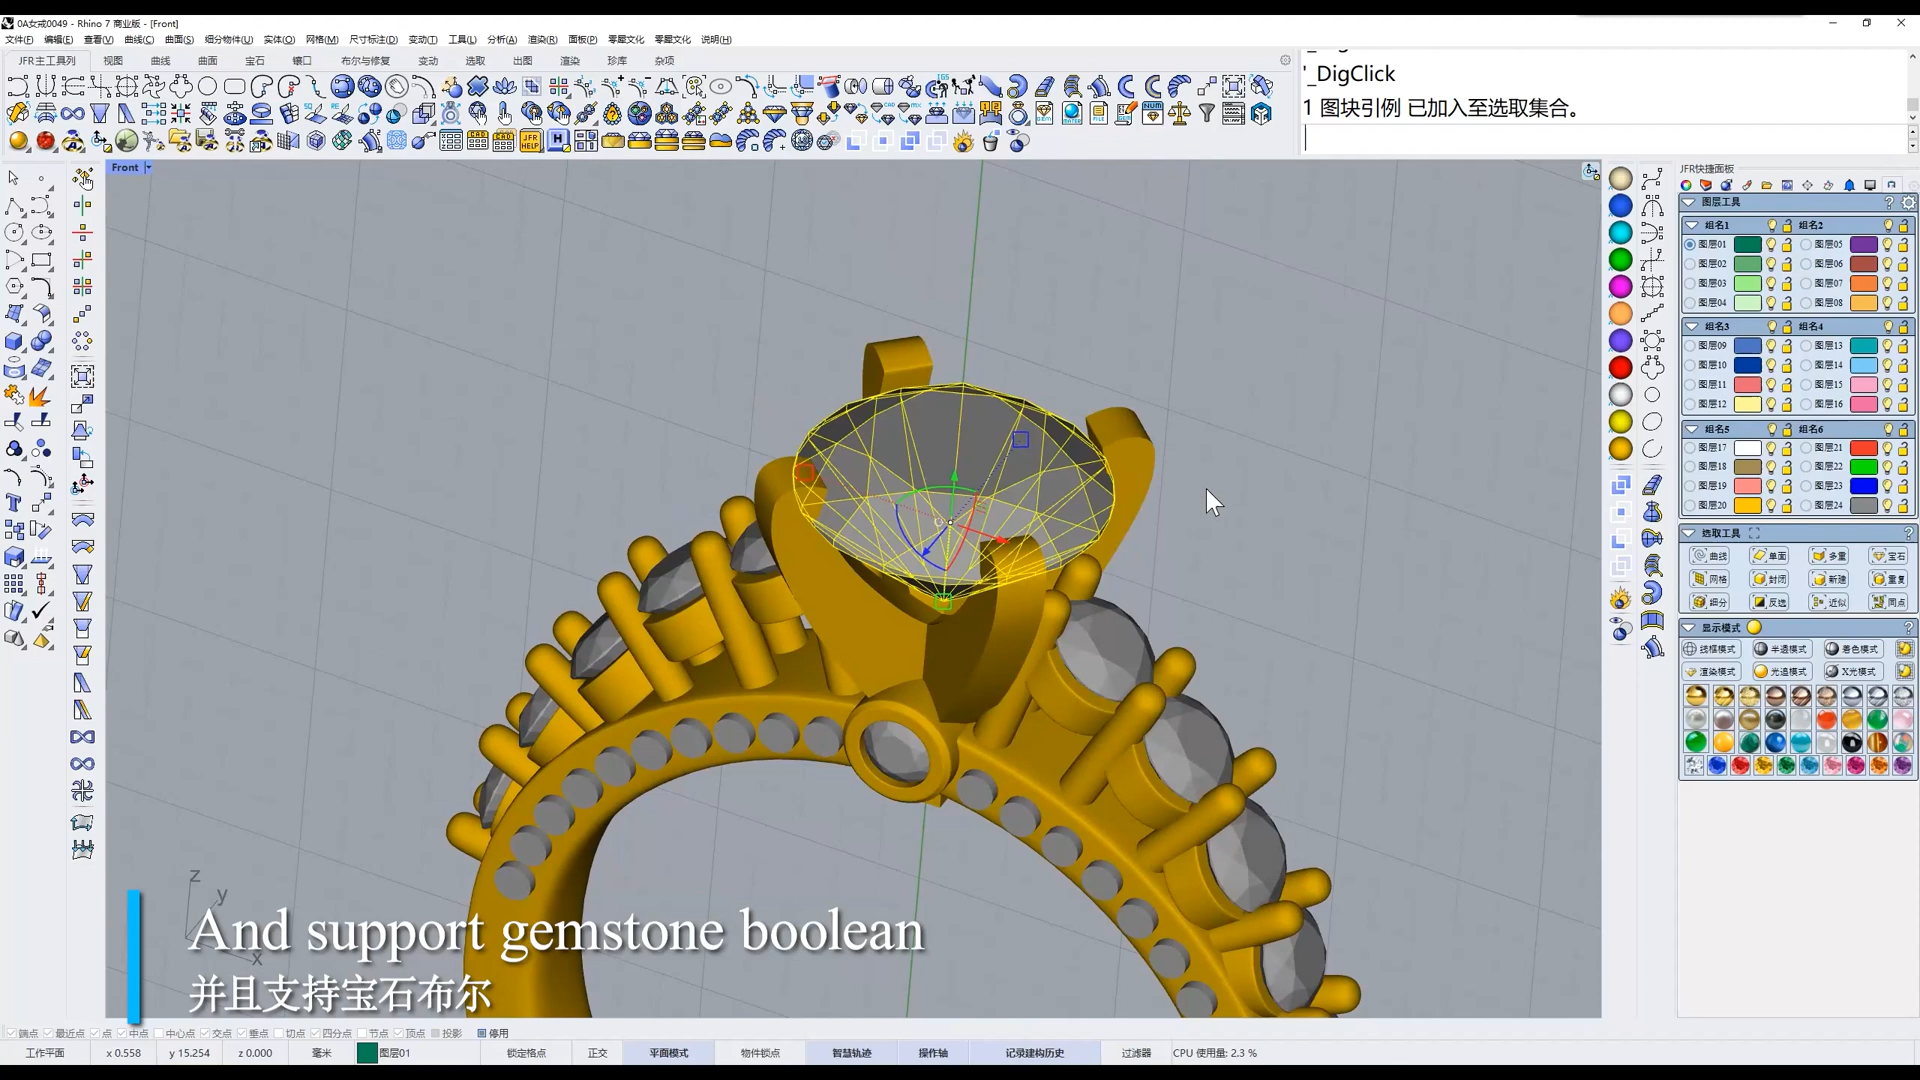 0A女戒0049 - Rhino 7 商业版 - [Front]
文件(F) 编辑(E) 查看(V) 曲线(C) 曲面(S) 细分物件(U) 实体(O) 网格(M) 尺寸标注(D) 变动(T) 工具(L) 分析(A) 渲染(R) 面板(P) 零犀文化 零犀文化 说明(H)
JFR主工具列 视图 曲线 曲面 宝石 镶口 布尔与修复 变动 选取 出图 渲染 珍库 杂项
'_DigClick
1 图块引例 已加入至选取集合。
Front
JFR快捷面板
图层工具
组名1 组名2
图层01 图层05
图层02 图层06
图层03 图层07
图层04 图层08
组名3 组名4
图层09 图层13
图层10 图层14
图层11 图层15
图层12 图层16
组名5 组名6
图层17 图层21
图层18 图层22
图层19 图层23
图层20 图层24
选取工具
曲线 单面 多重 宝石
网格 封闭 新建 重复
细分 反选 近似 同点
显示模式
线框模式 半透模式 着色模式
渲染模式 光追模式 X光模式
z
y
x
And support gemstone boolean
并且支持宝石布尔
端点 最近点 点 中点 中心点 交点 垂点 切点 四分点 节点 顶点 投影 停用
工作平面 x 0.558 y 15.254 z 0.000 毫米 图层01 锁定格点 正交 平面模式 物件锁点 智慧轨迹 操作轴 记录建构历史 过滤器 CPU 使用量: 2.3 %